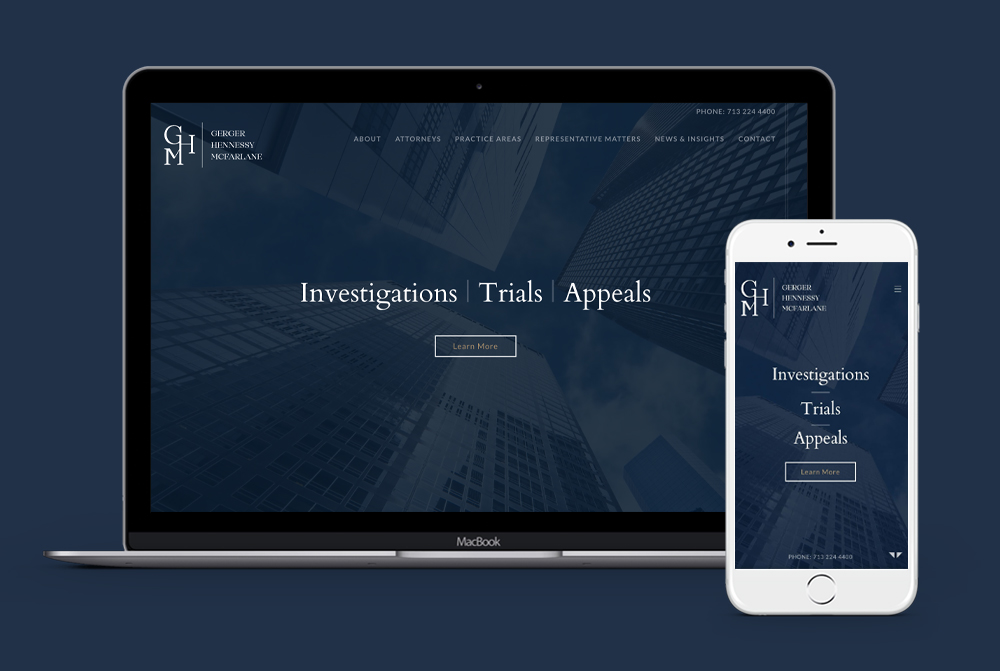 PHONE: 713 224 4400
GHM
GERGER
HENNESSY
MCFARLANE
ABOUT ATTORNEYS PRACTICE AREAS REPRESENTATIVE MATTERS NEWS & INSIGHTS CONTACT
Investigations | Trials | Appeals
Learn More
MacBook
GHM
GERGER
HENNESSY
MCFARLANE
Investigations
Trials
Appeals
Learn More
PHONE: 713 224 4400